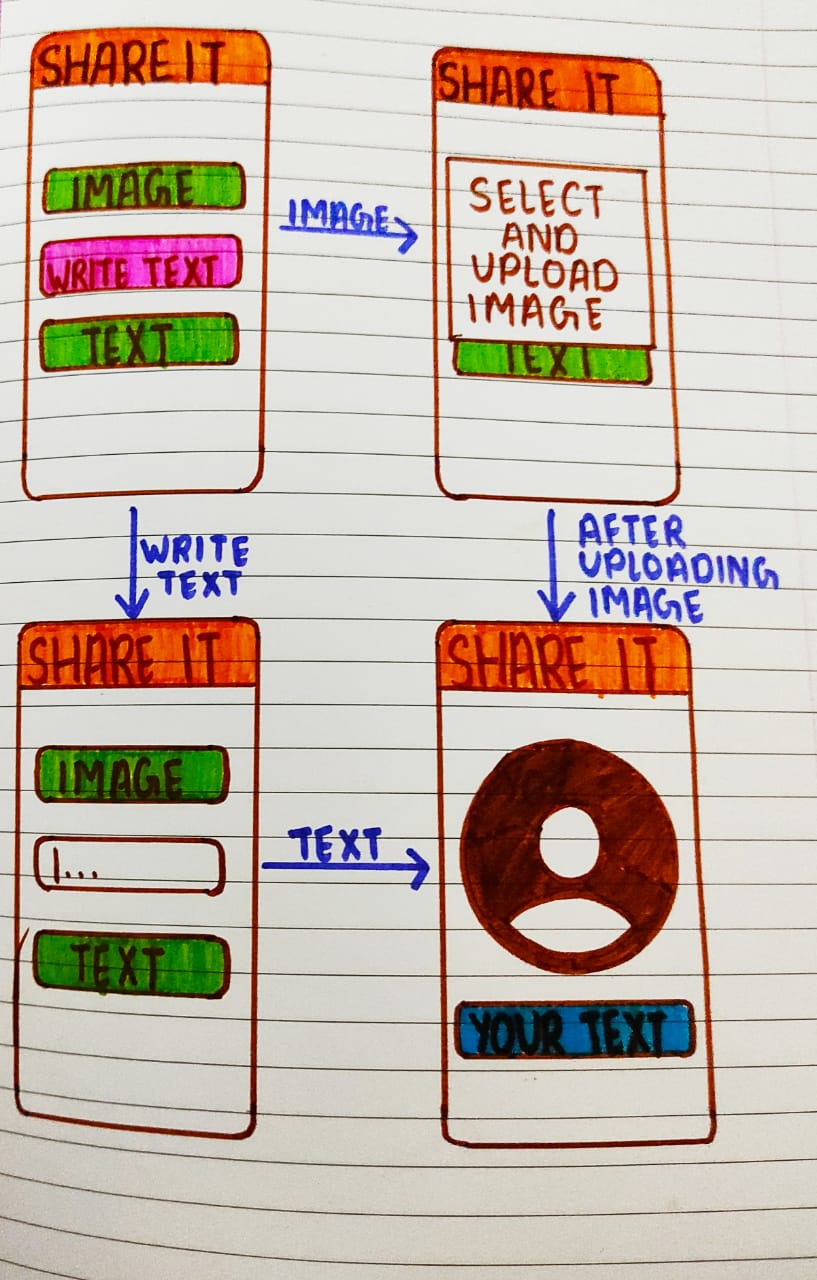 SHARE IT
IMAGE
WRITE TEXT
TEXT
IMAGE
SHARE IT
SELECT
AND
UPLOAD
IMAGE
TEXT
WRITE
TEXT
AFTER
UPLOADING
IMAGE
SHARE IT
IMAGE
I...
TEXT
TEXT
SHARE IT
YOUR TEXT